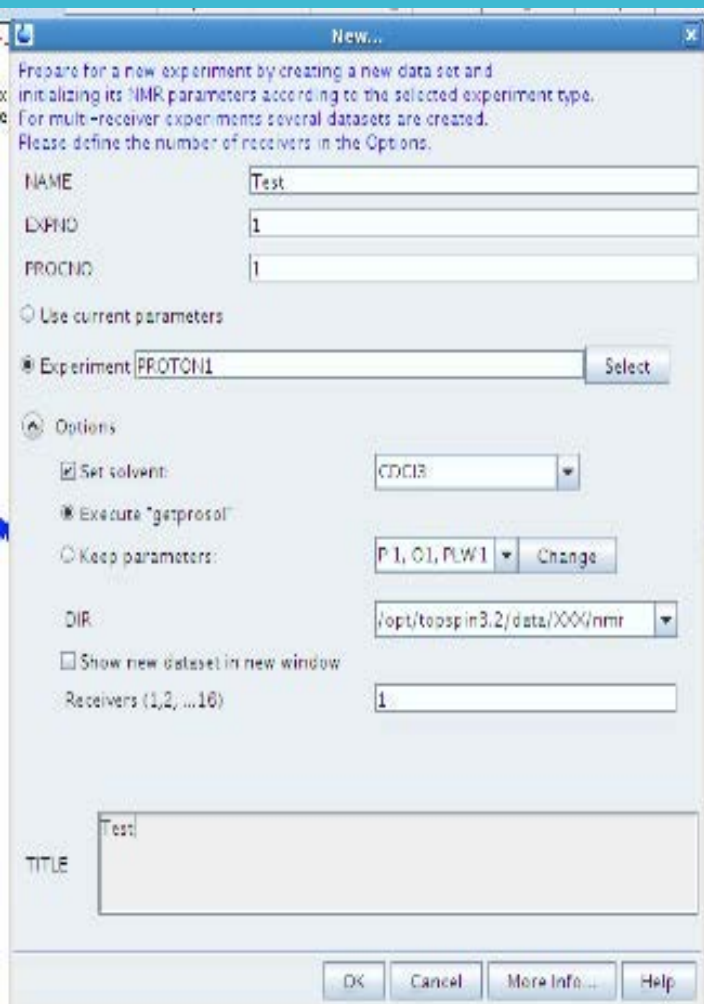 New...
Prepare for a new experiment by creating a new data set and
initializing its NMR parameters according to the selected experiment type.
For multi-receiver experiments several datasets are created.
Please define the number of receivers in the Options.
NAME Test
EXPNO 1
PROCNO 1
Use current parameters
Experiment PROTON1 Select
Options
Set solvent: CDCl3
Execute "getprosol"
Keep parameters: P 1, O1, PLW 1 Change
DIR /opt/topspin3.2/data/XXX/nmr
Show new dataset in new window
Receivers (1,2, ...16) 1
TITLE Test
OK Cancel More Info... Help